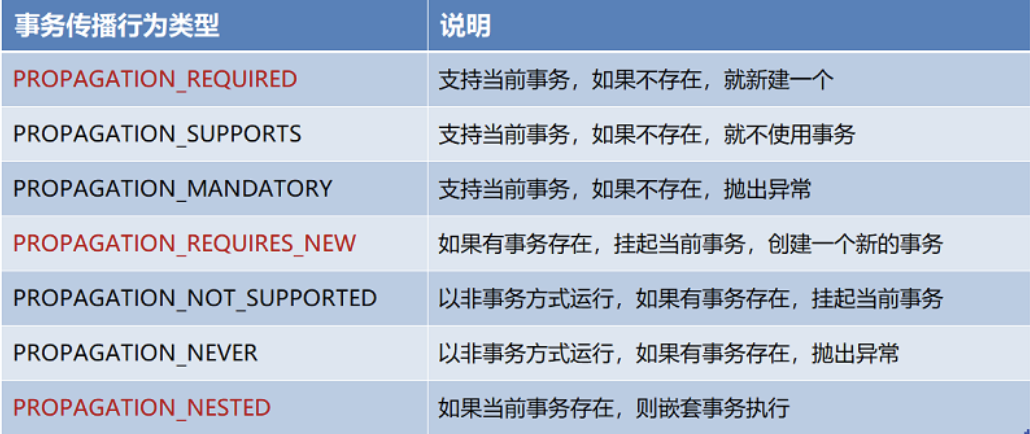 事务传播行为类型 说明
PROPAGATION_REQUIRED 支持当前事务，如果不存在，就新建一个
PROPAGATION_SUPPORTS 支持当前事务，如果不存在，就不使用事务
PROPAGATION_MANDATORY 支持当前事务，如果不存在，抛出异常
PROPAGATION_REQUIRES_NEW 如果有事务存在，挂起当前事务，创建一个新的事务
PROPAGATION_NOT_SUPPORTED 以非事务方式运行，如果有事务存在，挂起当前事务
PROPAGATION_NEVER 以非事务方式运行，如果有事务存在，抛出异常
PROPAGATION_NESTED 如果当前事务存在，则嵌套事务执行